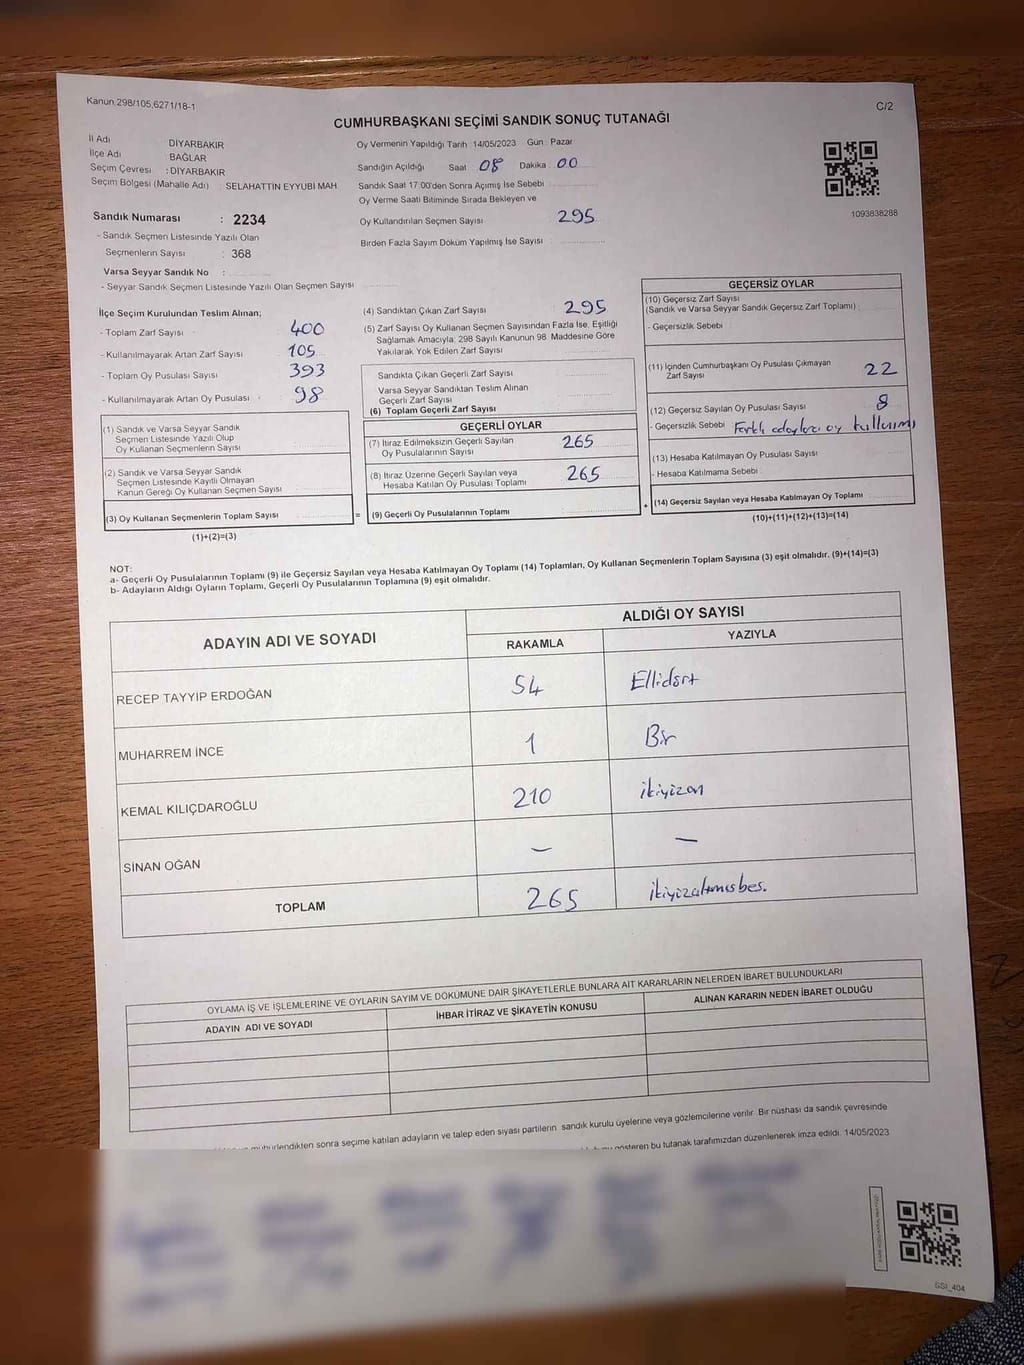 Kanun,298/105,6271/18-1
C/2
CUMHURBAŞKANI SEÇİMİ SANDIK SONUÇ TUTANAĞI
İl Adı DİYARBAKIR
İlçe Adı BAĞLAR
Seçim Çevresi : DİYARBAKIR
Seçim Bölgesi (Mahalle Adı) : SELAHATTİN EYYUBİ MAH
Sandık Numarası : 2234
- Sandık Seçmen Listesinde Yazılı Olan
Seçmenlerin Sayısı : 368
Varsa Seyyar Sandık No :
- Seyyar Sandık Seçmen Listesinde Yazılı Olan Seçmen Sayısı
Oy Vermenin Yapıldığı Tarih 14/05/2023 Gün : Pazar
Sandığın Açıldığı Saat 08 Dakika 00
Sandık Saat 17.00'den Sonra Açımış İse Sebebi
Oy Verme Saati Bitiminde Sırada Bekleyen ve
Oy Kullandırılan Seçmen Sayısı 295
Birden Fazla Sayım Döküm Yapılmış İse Sayısı
1093838288
İlçe Seçim Kurulundan Teslim Alınan;
- Toplam Zarf Sayısı : 400
- Kullanılmayarak Artan Zarf Sayısı : 105
- Toplam Oy Pusulası Sayısı : 393
- Kullanılmayarak Artan Oy Pusulası : 98
(1) Sandık ve Varsa Seyyar Sandık
Seçmen Listesinde Yazılı Olup
Oy Kullanan Seçmenlerin Sayısı
(2) Sandık ve Varsa Seyyar Sandık
Seçmen Listesinde Kayıtlı Olmayan
Kanun Gereği Oy Kullanan Seçmen Sayısı
(3) Oy Kullanan Seçmenlerin Toplam Sayısı
(1)+(2)=(3)
=
(4) Sandıktan Çıkan Zarf Sayısı 295
(5) Zarf Sayısı Oy Kullanan Seçmen Sayısından Fazla İse, Eşitliği
Sağlamak Amacıyla; 298 Sayılı Kanunun 98. Maddesine Göre
Yakılarak Yok Edilen Zarf Sayısı
Sandıkta Çıkan Geçerli Zarf Sayısı
Varsa Seyyar Sandıktan Teslim Alınan
Geçerli Zarf Sayısı
(6) Toplam Geçerli Zarf Sayısı
GEÇERLİ OYLAR
(7) İtiraz Edilmeksizin Geçerli Sayılan
Oy Pusulalarının Sayısı 265
(8) İtiraz Üzerine Geçerli Sayılan veya
Hesaba Katılan Oy Pusulası Toplamı 265
(9) Geçerli Oy Pusulalarının Toplamı
+
GEÇERSİZ OYLAR
(10) Geçersiz Zarf Sayısı
(Sandık ve Varsa Seyyar Sandık Geçersiz Zarf Toplamı) :
- Geçersizlik Sebebi
(11) İçinden Cumhurbaşkanı Oy Pusulası Çıkmayan
Zarf Sayısı 22
(12) Geçersiz Sayılan Oy Pusulası Sayısı 8
- Geçersizlik Sebebi Farklı adaylara oy kullanımı
(13) Hesaba Katılmayan Oy Pusulası Sayısı
- Hesaba Katılmama Sebebi
(14) Geçersiz Sayılan veya Hesaba Katılmayan Oy Toplamı
(10)+(11)+(12)+(13)=(14)
NOT:
a- Geçerli Oy Pusulalarının Toplamı (9) ile Geçersiz Sayılan veya Hesaba Katılmayan Oy Toplamı (14) Toplamları, Oy Kullanan Seçmenlerin Toplam Sayısına (3) eşit olmalıdır. (9)+(14)=(3)
b- Adayların Aldığı Oyların Toplamı, Geçerli Oy Pusulalarının Toplamına (9) eşit olmalıdır.
ADAYIN ADI VE SOYADI
ALDIĞI OY SAYISI
RAKAMLA YAZIYLA
RECEP TAYYIP ERDOĞAN 54 Ellidört
MUHARREM İNCE 1 Bir
KEMAL KILIÇDAROĞLU 210 ikiyüzon
SİNAN OĞAN — —
TOPLAM 265 ikiyüzaltmışbeş.
OYLAMA İŞ VE İŞLEMLERİNE VE OYLARIN SAYIM VE DÖKÜMÜNE DAİR ŞİKAYETLERLE BUNLARA AİT KARARLARIN NELERDEN İBARET BULUNDUKLARI
ADAYIN ADI VE SOYADI İHBAR İTİRAZ VE ŞİKAYETİN KONUSU ALINAN KARARIN NEDEN İBARET OLDUĞU
mühürlendikten sonra seçime katılan adayların ve talep eden siyasi partilerin sandık kurulu üyelerine veya gözlemcilerine verilir. Bir nüshası da sandık çevresinde
gösteren bu tutanak tarafımızdan düzenlenerek imza edildi. 14/05/2023
SSI_404